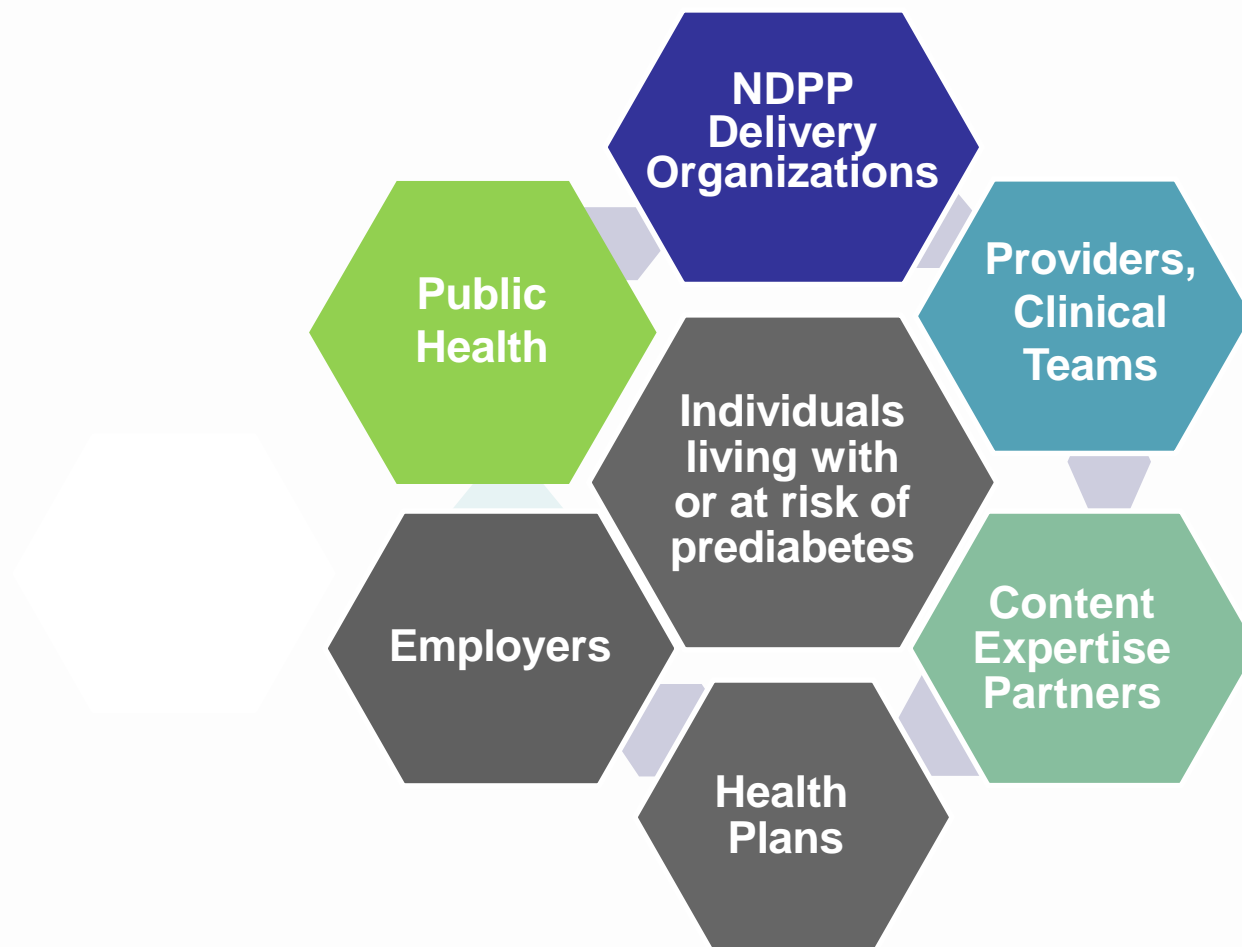 NDPP
Delivery
Organizations
Public
Health
Providers,
Clinical
Teams
Individuals
living with
or at risk of
prediabetes
Employers
Content
Expertise
Partners
Health
Plans